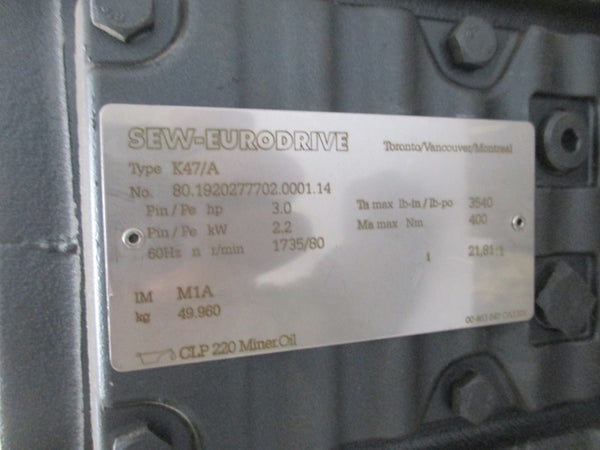 SEW-EURODRIVE Toronto/Vancouver/Montreal
Type K47/A
No. 80.1920277702.0001.14
Pin/Pe hp 3.0 Ta max lb-in/lb-po 3540
Pin/Pe kW 2.2 Ma max Nm 400
60Hz n r/min 1735/80 i 21,81:1
IM M1A
kg 49.960
CLP 220 Miner.Oil